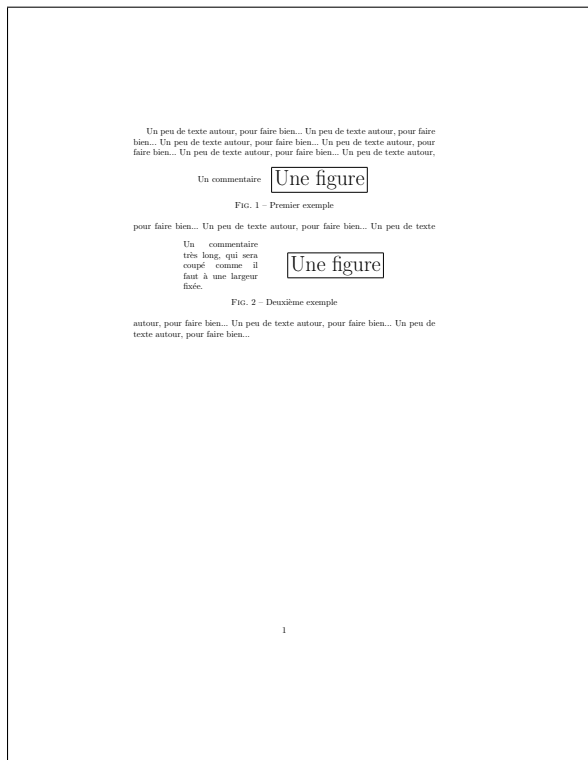 Un peu de texte autour, pour faire bien... Un peu de texte autour, pour faire
bien... Un peu de texte autour, pour faire bien... Un peu de texte autour, pour
faire bien... Un peu de texte autour, pour faire bien... Un peu de texte autour,
Un commentaire Une figure
FIG. 1 – Premier exemple
pour faire bien... Un peu de texte autour, pour faire bien... Un peu de texte
Un commentaire
très long, qui sera
coupé comme il
faut à une largeur
fixée.
Une figure
FIG. 2 – Deuxième exemple
autour, pour faire bien... Un peu de texte autour, pour faire bien... Un peu de
texte autour, pour faire bien...
1